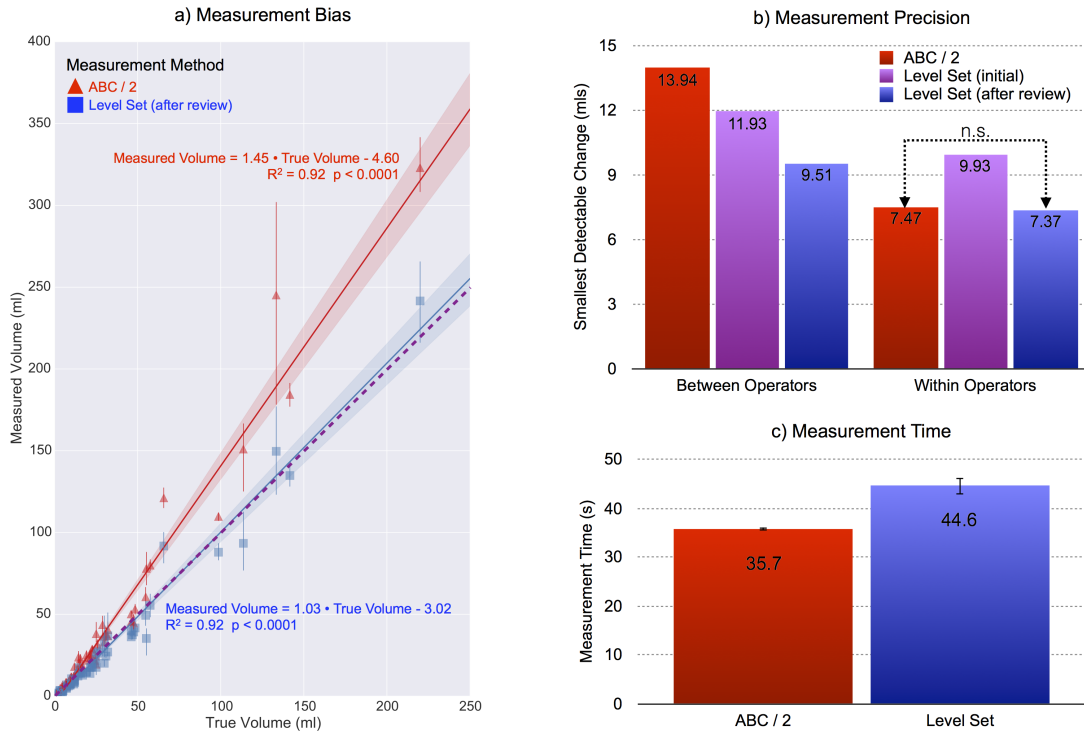 a) Measurement Bias
400
350
300
250
200
150
100
50
0
Measured Volume (ml)
Measurement Method
ABC / 2
Level Set (after review)
Measured Volume = 1.45 • True Volume - 4.60
R² = 0.92 p < 0.0001
Measured Volume = 1.03 • True Volume - 3.02
R² = 0.92 p < 0.0001
0 50 100 150 200 250
True Volume (ml)
b) Measurement Precision
15
12
9
6
3
0
Smallest Detectable Change (mls)
ABC / 2
Level Set (initial)
Level Set (after review)
13.94
11.93
9.51
n.s.
7.47
9.93
7.37
Between Operators Within Operators
c) Measurement Time
50
40
30
20
10
0
Measurement Time (s)
35.7
44.6
ABC / 2 Level Set